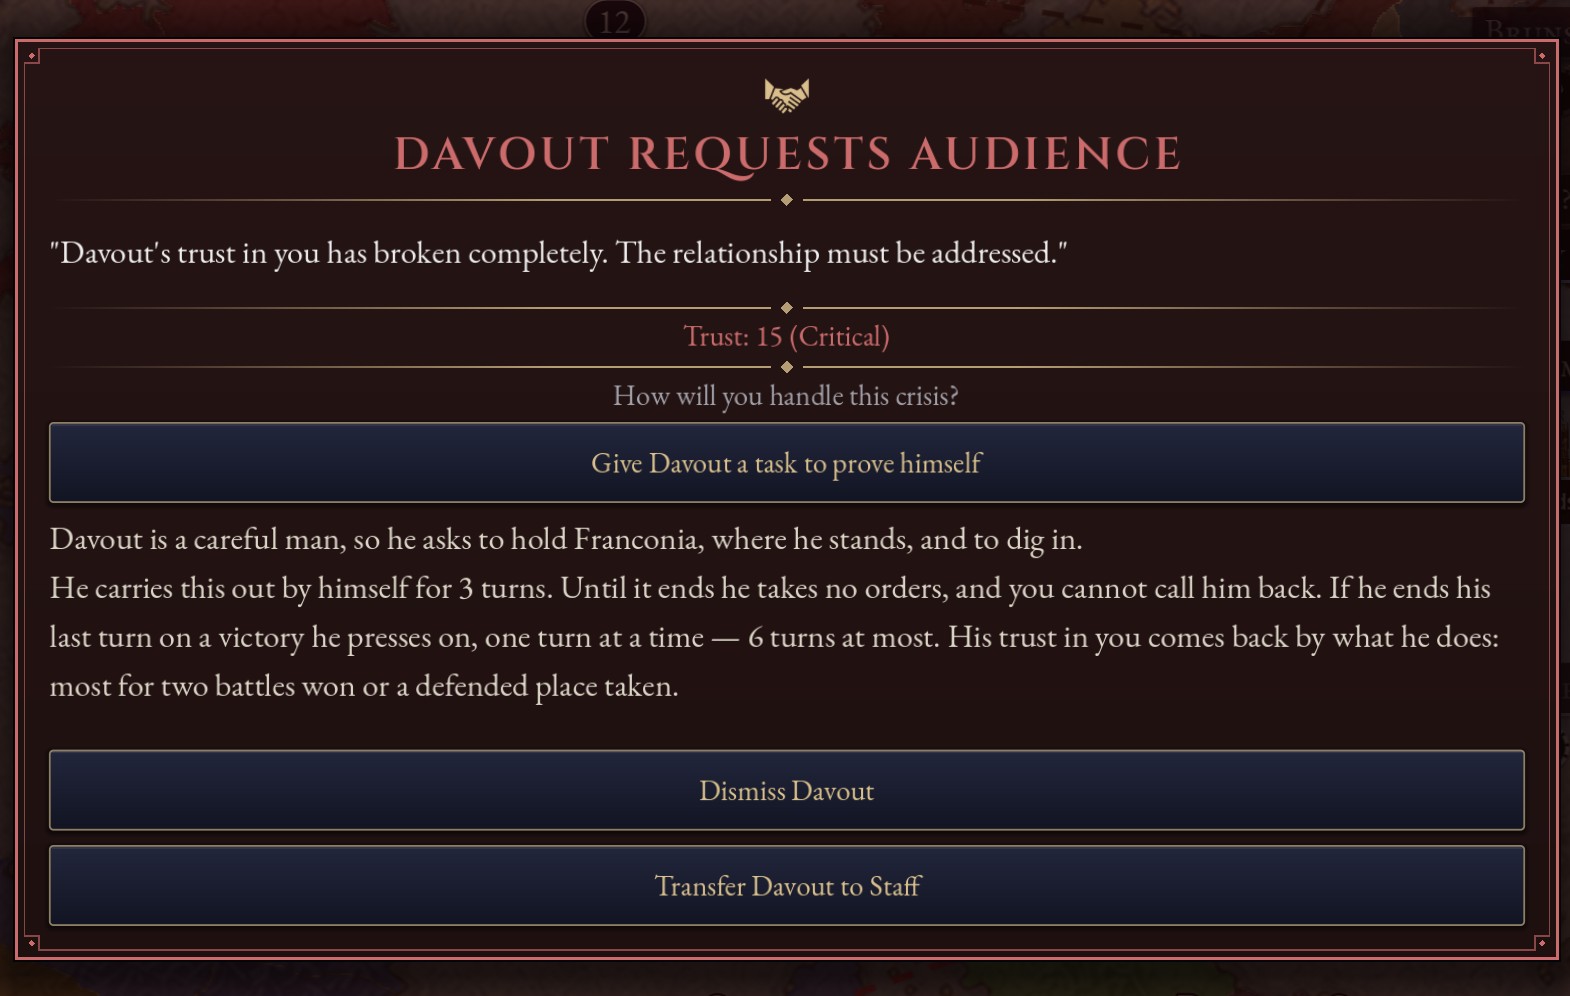 12
DAVOUT REQUESTS AUDIENCE
"Davout's trust in you has broken completely. The relationship must be addressed."
Trust: 15 (Critical)
How will you handle this crisis?
Give Davout a task to prove himself
Davout is a careful man, so he asks to hold Franconia, where he stands, and to dig in.
He carries this out by himself for 3 turns. Until it ends he takes no orders, and you cannot call him back. If he ends his
last turn on a victory he presses on, one turn at a time — 6 turns at most. His trust in you comes back by what he does:
most for two battles won or a defended place taken.
Dismiss Davout
Transfer Davout to Staff